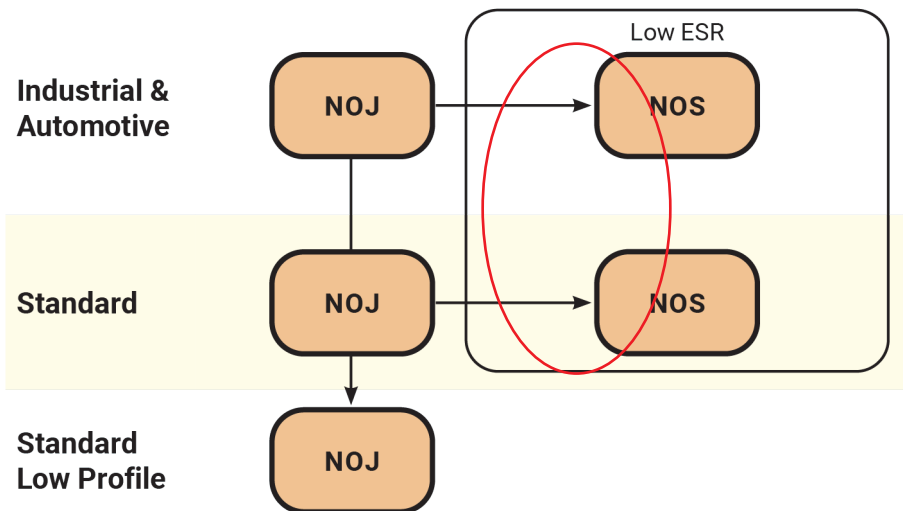 Low ESR
Industrial &
Automotive
NOJ
NOS
Standard
NOJ
NOS
Standard
Low Profile
NOJ